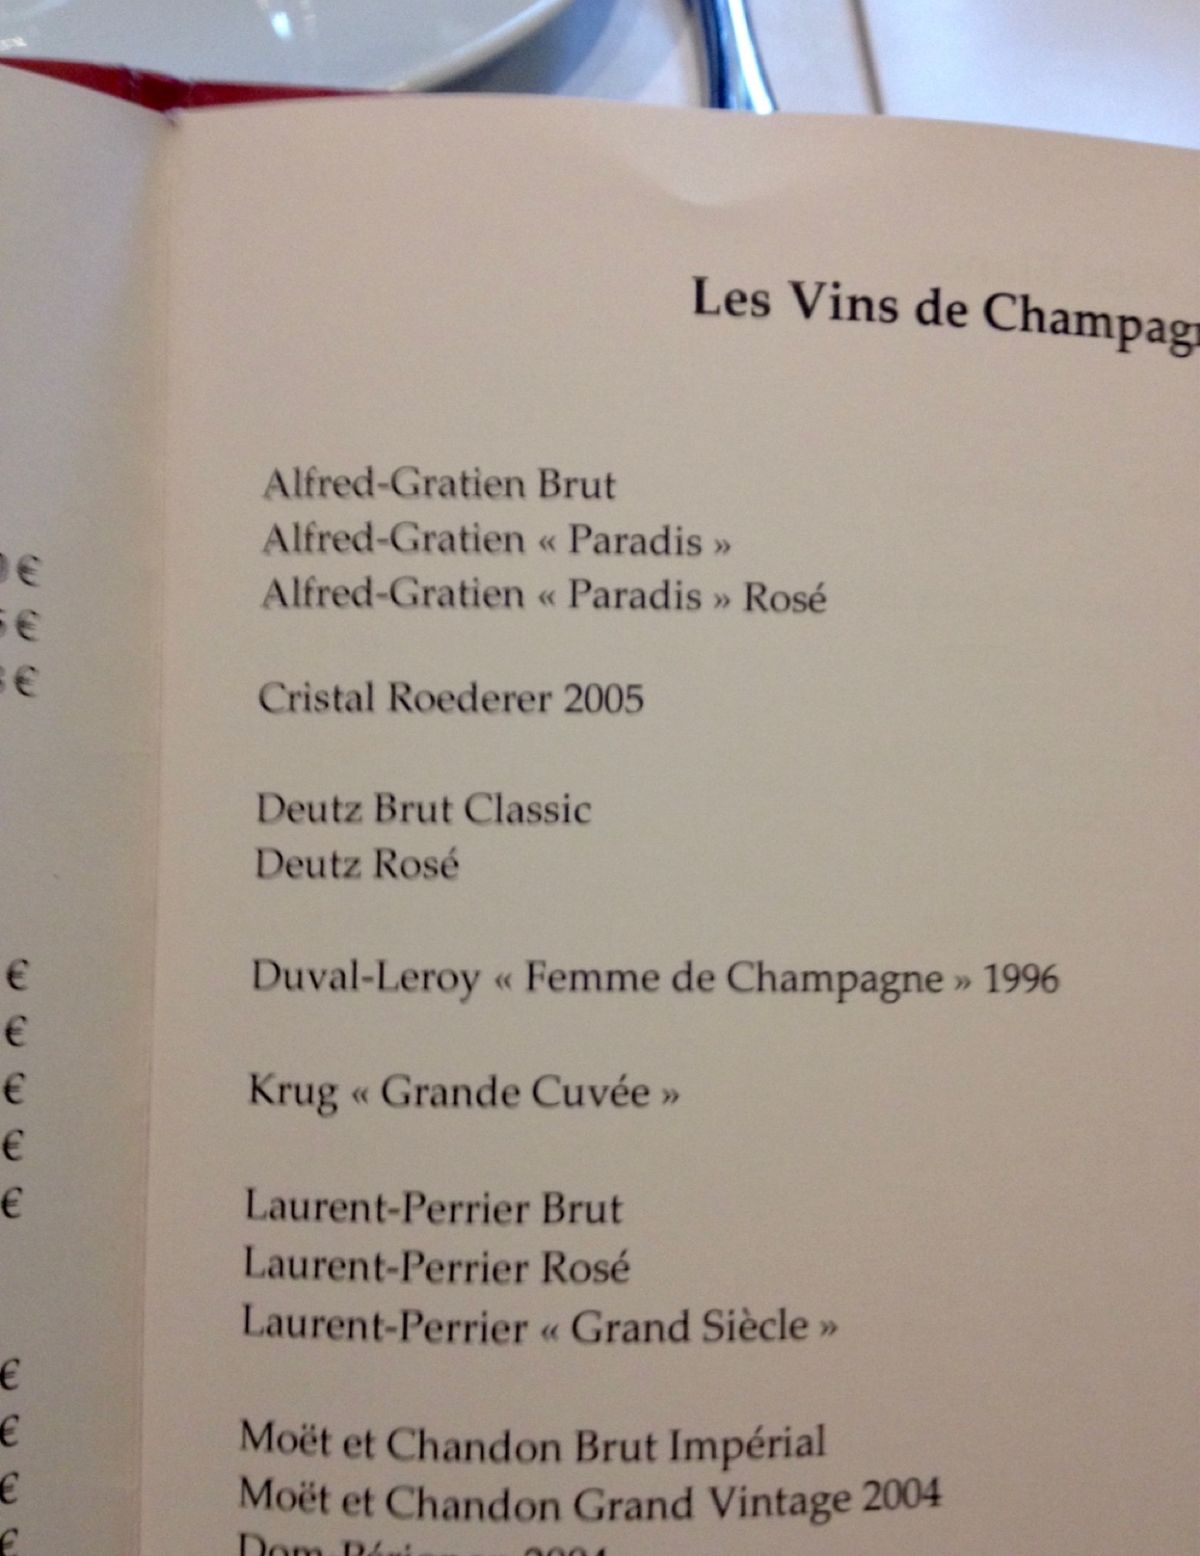 Les Vins de Champag
Alfred-Gratien Brut
Alfred-Gratien « Paradis »
Alfred-Gratien « Paradis » Rosé
Cristal Roederer 2005
Deutz Brut Classic
Deutz Rosé
Duval-Leroy « Femme de Champagne » 1996
Krug « Grande Cuvée »
Laurent-Perrier Brut
Laurent-Perrier Rosé
Laurent-Perrier « Grand Siècle »
Moët et Chandon Brut Impérial
Moët et Chandon Grand Vintage 2004
€
€
€
€
€
€
€
€
€
€
€
€